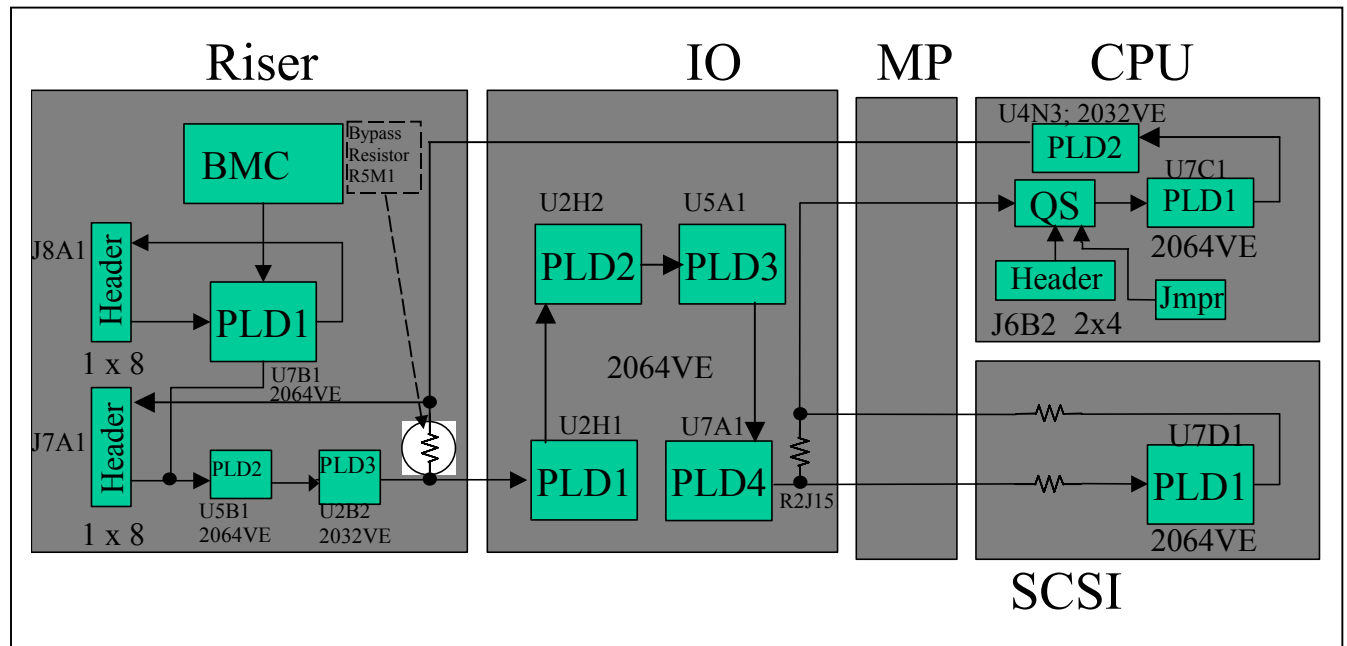 Riser
IO
MP
CPU
BMC
Bypass
Resistor
R5M1
J8A1
Header
1 x 8
PLD1
U7B1
2064VE
J7A1
Header
1 x 8
PLD2
U5B1
2064VE
PLD3
U2B2
2032VE
U2H2
PLD2
U5A1
PLD3
2064VE
U2H1
PLD1
U7A1
PLD4
R2J15
U4N3; 2032VE
PLD2
U7C1
QS
PLD1
2064VE
Header
Jmpr
J6B2 2x4
U7D1
PLD1
2064VE
SCSI